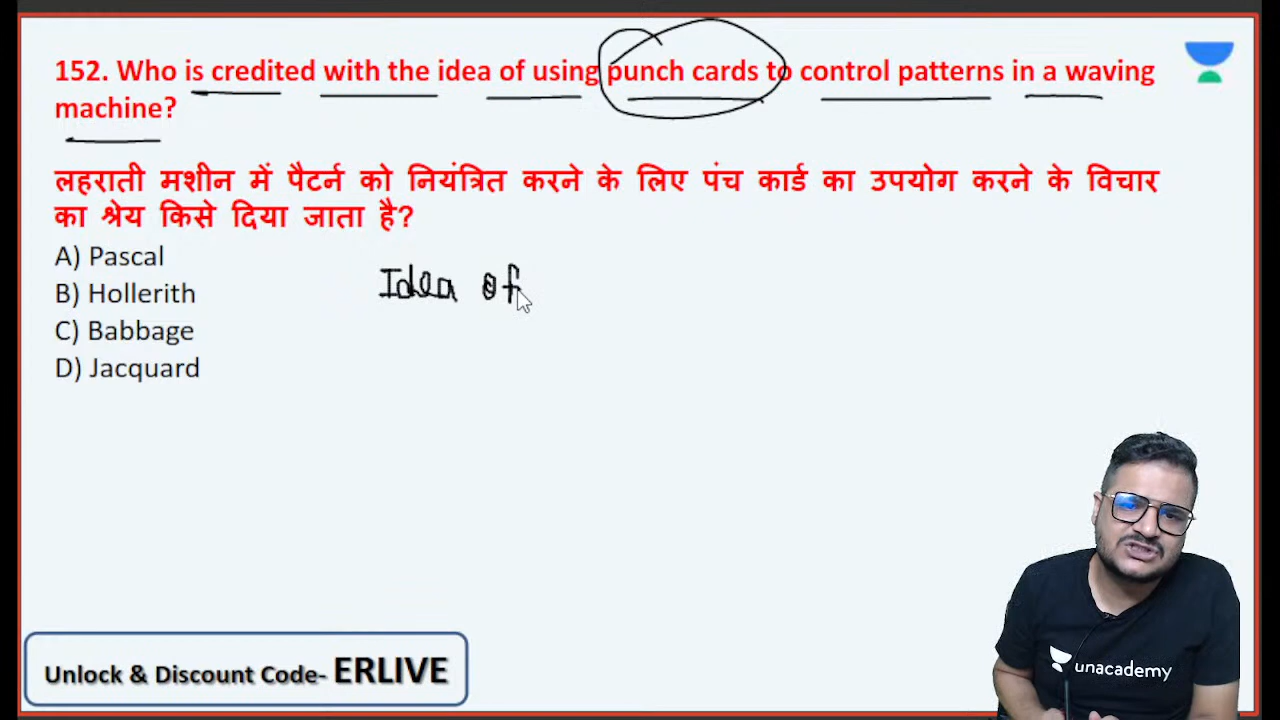 152. Who is credited with the idea of using punch cards to control patterns in a waving
machine?
लहराती मशीन में पैटर्न को नियंत्रित करने के लिए पंच कार्ड का उपयोग करने के विचार
का श्रेय किसे दिया जाता है?
A) Pascal
B) Hollerith
C) Babbage
D) Jacquard
Idea of
unacademy
Unlock & Discount Code- ERLIVE